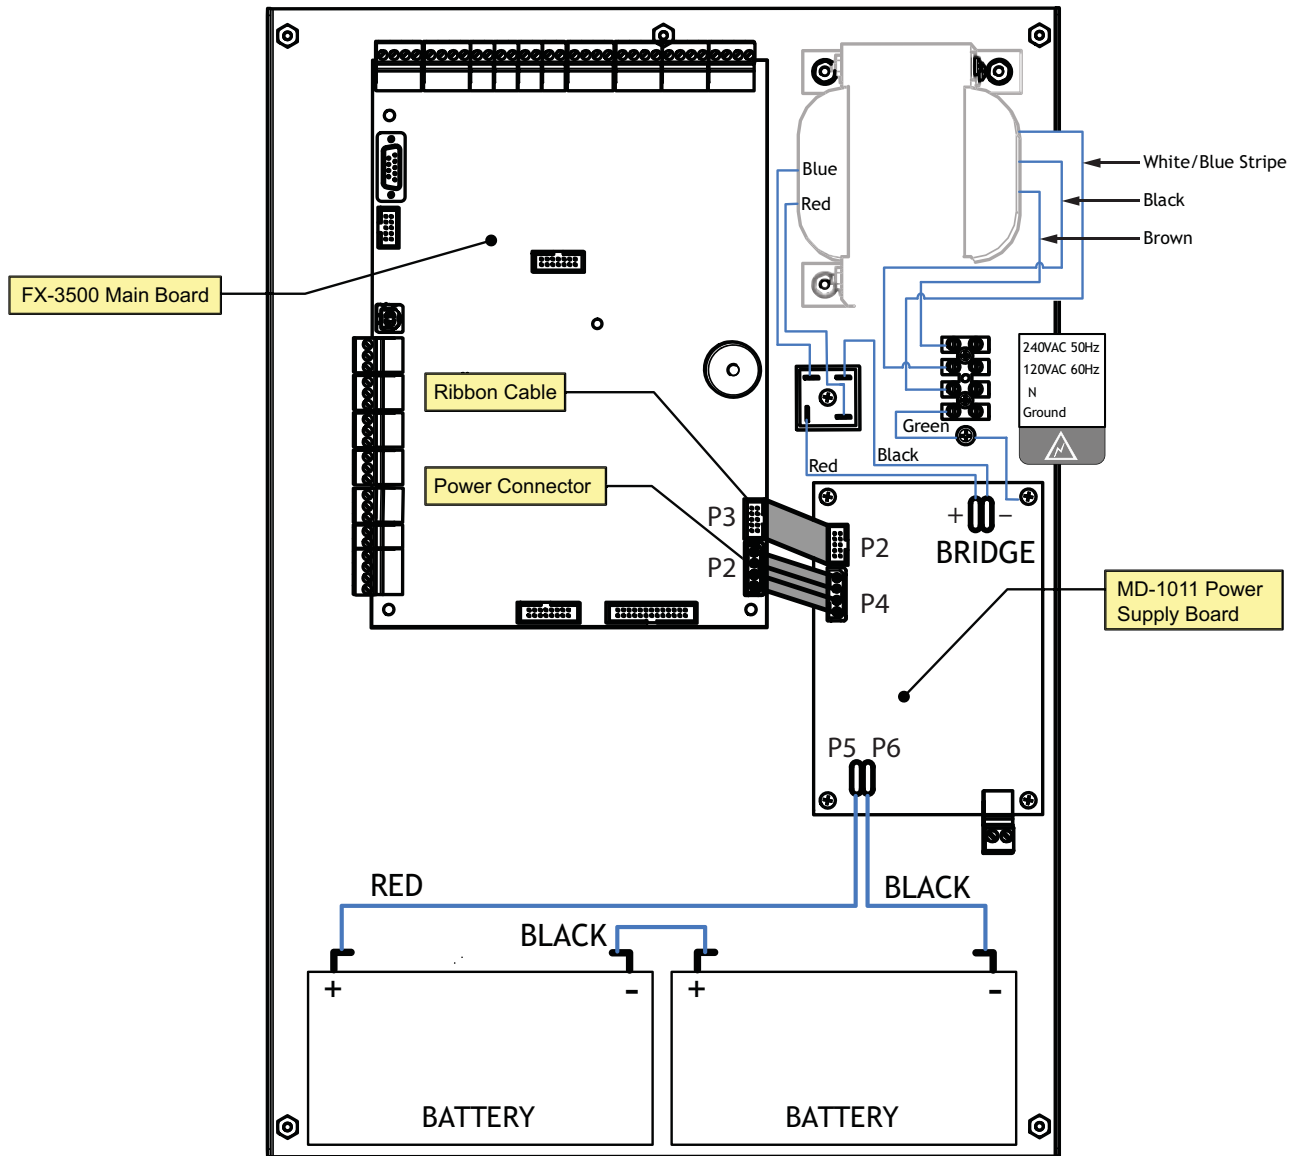 White/Blue Stripe
Blue
Black
Red
Brown
FX-3500 Main Board
240VAC 50Hz
120VAC 60Hz
N
Ground
Ribbon Cable
Green
Black
Red
Power Connector
P3
+ -
P2
BRIDGE
P2
P4
MD-1011 Power
Supply Board
P5 P6
RED
BLACK
BLACK
+ -
+ -
BATTERY
BATTERY